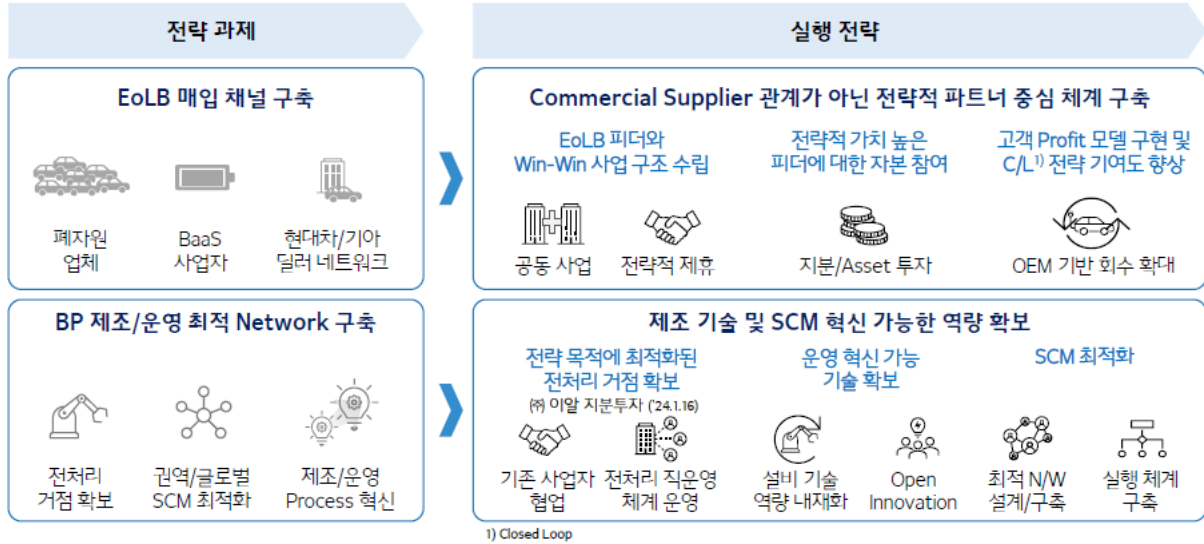 전략 과제
실행 전략
EoLB 매입 채널 구축
폐자원
업체
BaaS
사업자
현대차/기아
딜러 네트워크
Commercial Supplier 관계가 아닌 전략적 파트너 중심 체계 구축
EoLB 피더와
Win-Win 사업 구조 수립
전략적 가치 높은
피더에 대한 자본 참여
고객 Profit 모델 구현 및
C/L¹⁾ 전략 기여도 향상
공동 사업
전략적 제휴
지분/Asset 투자
OEM 기반 회수 확대
BP 제조/운영 최적 Network 구축
전처리
거점 확보
권역/글로벌
SCM 최적화
제조/운영
Process 혁신
제조 기술 및 SCM 혁신 가능한 역량 확보
전략 목적에 최적화된
전처리 거점 확보
㈜ 이알 지분투자 ('24.1.16)
운영 혁신 가능
기술 확보
SCM 최적화
기존 사업자
협업
전처리 직운영
체계 운영
설비 기술
역량 내재화
Open
Innovation
최적 N/W
설계/구축
실행 체계
구축
1) Closed Loop